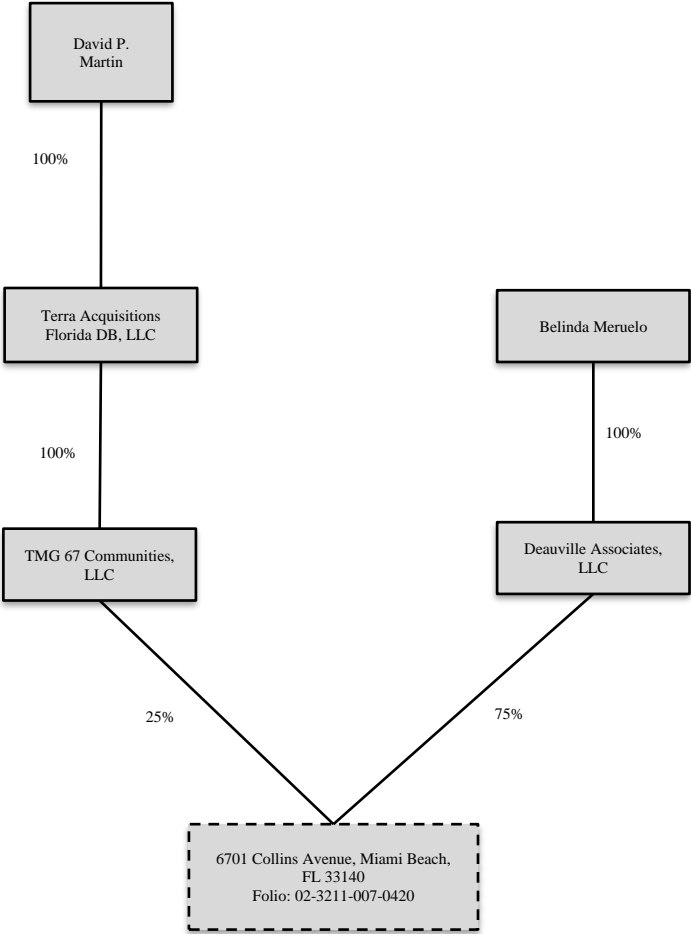 David P.
Martin
100%
Terra Acquisitions
Florida DB, LLC
Belinda Meruelo
100%
100%
TMG 67 Communities,
LLC
Deauville Associates,
LLC
25%
75%
6701 Collins Avenue, Miami Beach,
FL 33140
Folio: 02-3211-007-0420